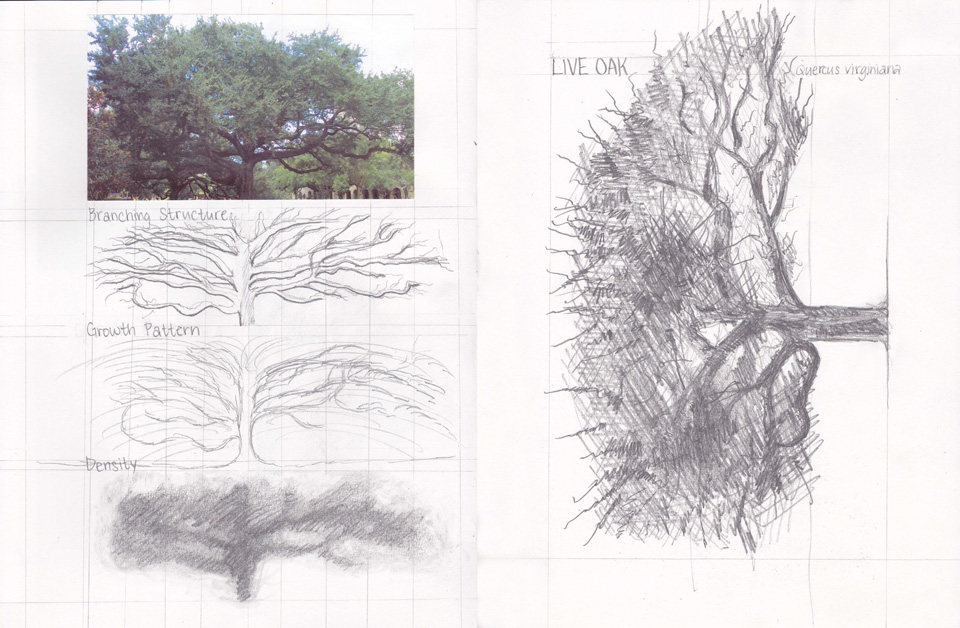 Branching Structure
Growth Pattern
Density
LIVE OAK
Quercus virginiana